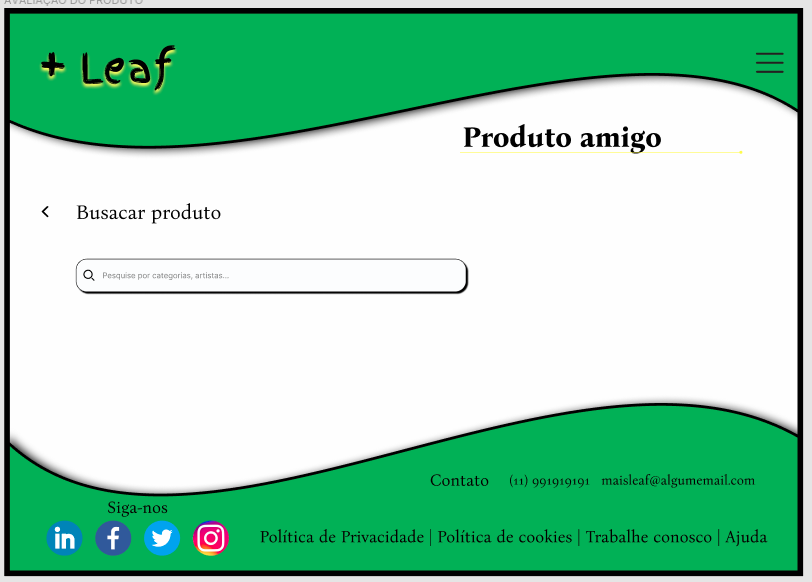 AVALIAÇÃO DO PRODUTO
+ Leaf
Produto amigo
Busacar produto
Pesquise por categorias, artistas...
Contato (11) 991919191 maisleaf@algumemail.com
Siga-nos
in f
Política de Privacidade | Política de cookies | Trabalhe conosco | Ajuda